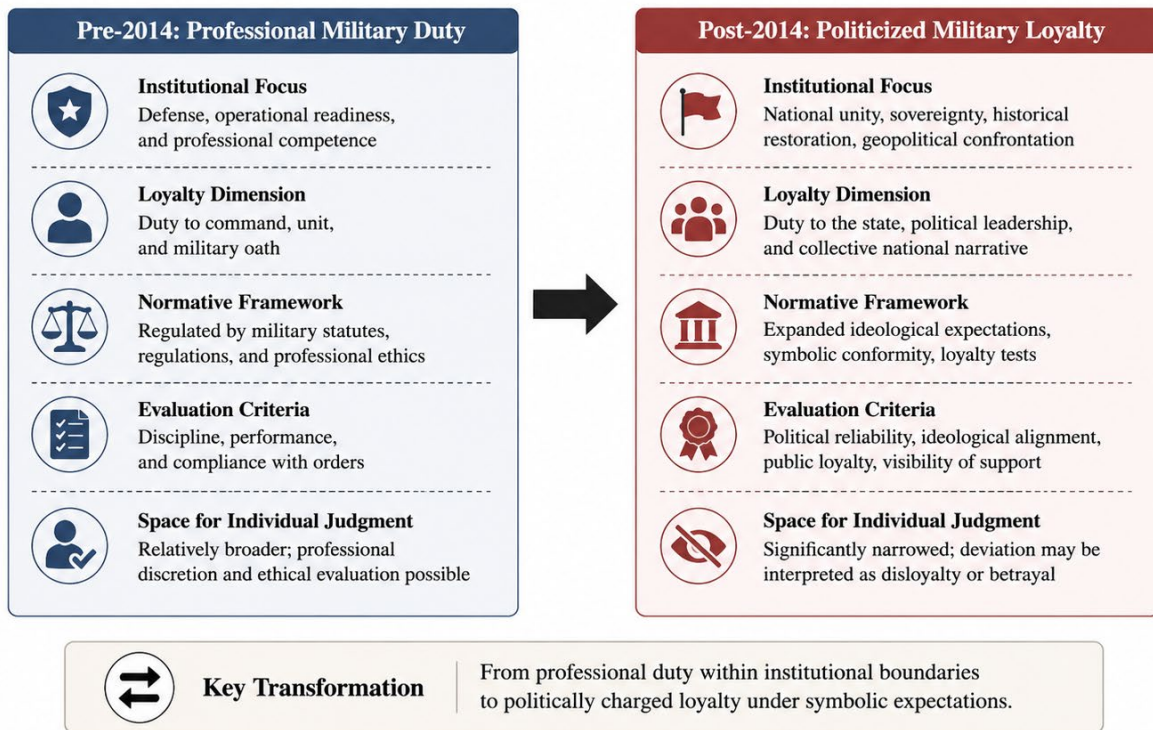 Pre-2014: Professional Military Duty
Institutional Focus
Defense, operational readiness,
and professional competence
Loyalty Dimension
Duty to command, unit,
and military oath
Normative Framework
Regulated by military statutes,
regulations, and professional ethics
Evaluation Criteria
Discipline, performance,
and compliance with orders
Space for Individual Judgment
Relatively broader; professional
discretion and ethical evaluation possible
Post-2014: Politicized Military Loyalty
Institutional Focus
National unity, sovereignty, historical
restoration, geopolitical confrontation
Loyalty Dimension
Duty to the state, political leadership,
and collective national narrative
Normative Framework
Expanded ideological expectations,
symbolic conformity, loyalty tests
Evaluation Criteria
Political reliability, ideological alignment,
public loyalty, visibility of support
Space for Individual Judgment
Significantly narrowed; deviation may be
interpreted as disloyalty or betrayal
Key Transformation
From professional duty within institutional boundaries
to politically charged loyalty under symbolic expectations.